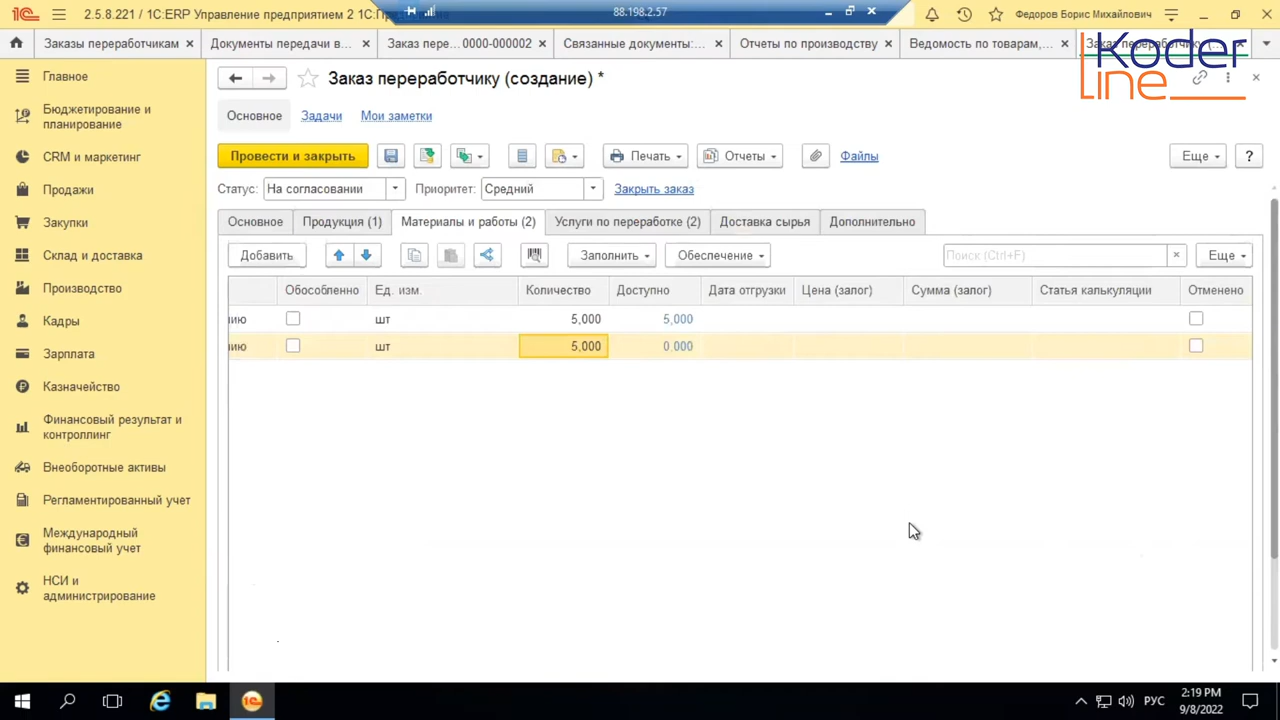 2.5.8.221 / 1С:ERP Управление предприятием 2 1С:П
88.198.2.57
Федоров Борис Михайлович
Заказы переработчикам
Документы передачи в...
Заказ пере....0000-000002
Связанные документы:...
Отчеты по производству
Ведомость по товарам,...
Koder
line
Главное
Бюджетирование и
планирование
CRM и маркетинг
Продажи
Закупки
Склад и доставка
Производство
Кадры
Зарплата
Казначейство
Финансовый результат и
контроллинг
Внеоборотные активы
Регламентированный учет
Международный
финансовый учет
НСИ и
администрирование
Заказ переработчику (создание) *
Основное Задачи Мои заметки
Провести и закрыть Печать Отчеты Файлы Еще ?
Статус: На согласовании Приоритет: Средний Закрыть заказ
Основное Продукция (1) Материалы и работы (2) Услуги по переработке (2) Доставка сырья Дополнительно
Добавить Заполнить Обеспечение Поиск (Ctrl+F) Еще
Обособленно Ед. изм. Количество Доступно Дата отгрузки Цена (залог) Сумма (залог) Статья калькуляции Отменено
нию шт 5,000 5,000
нию шт 5,000 0,000
РУС
2:19 PM
9/8/2022